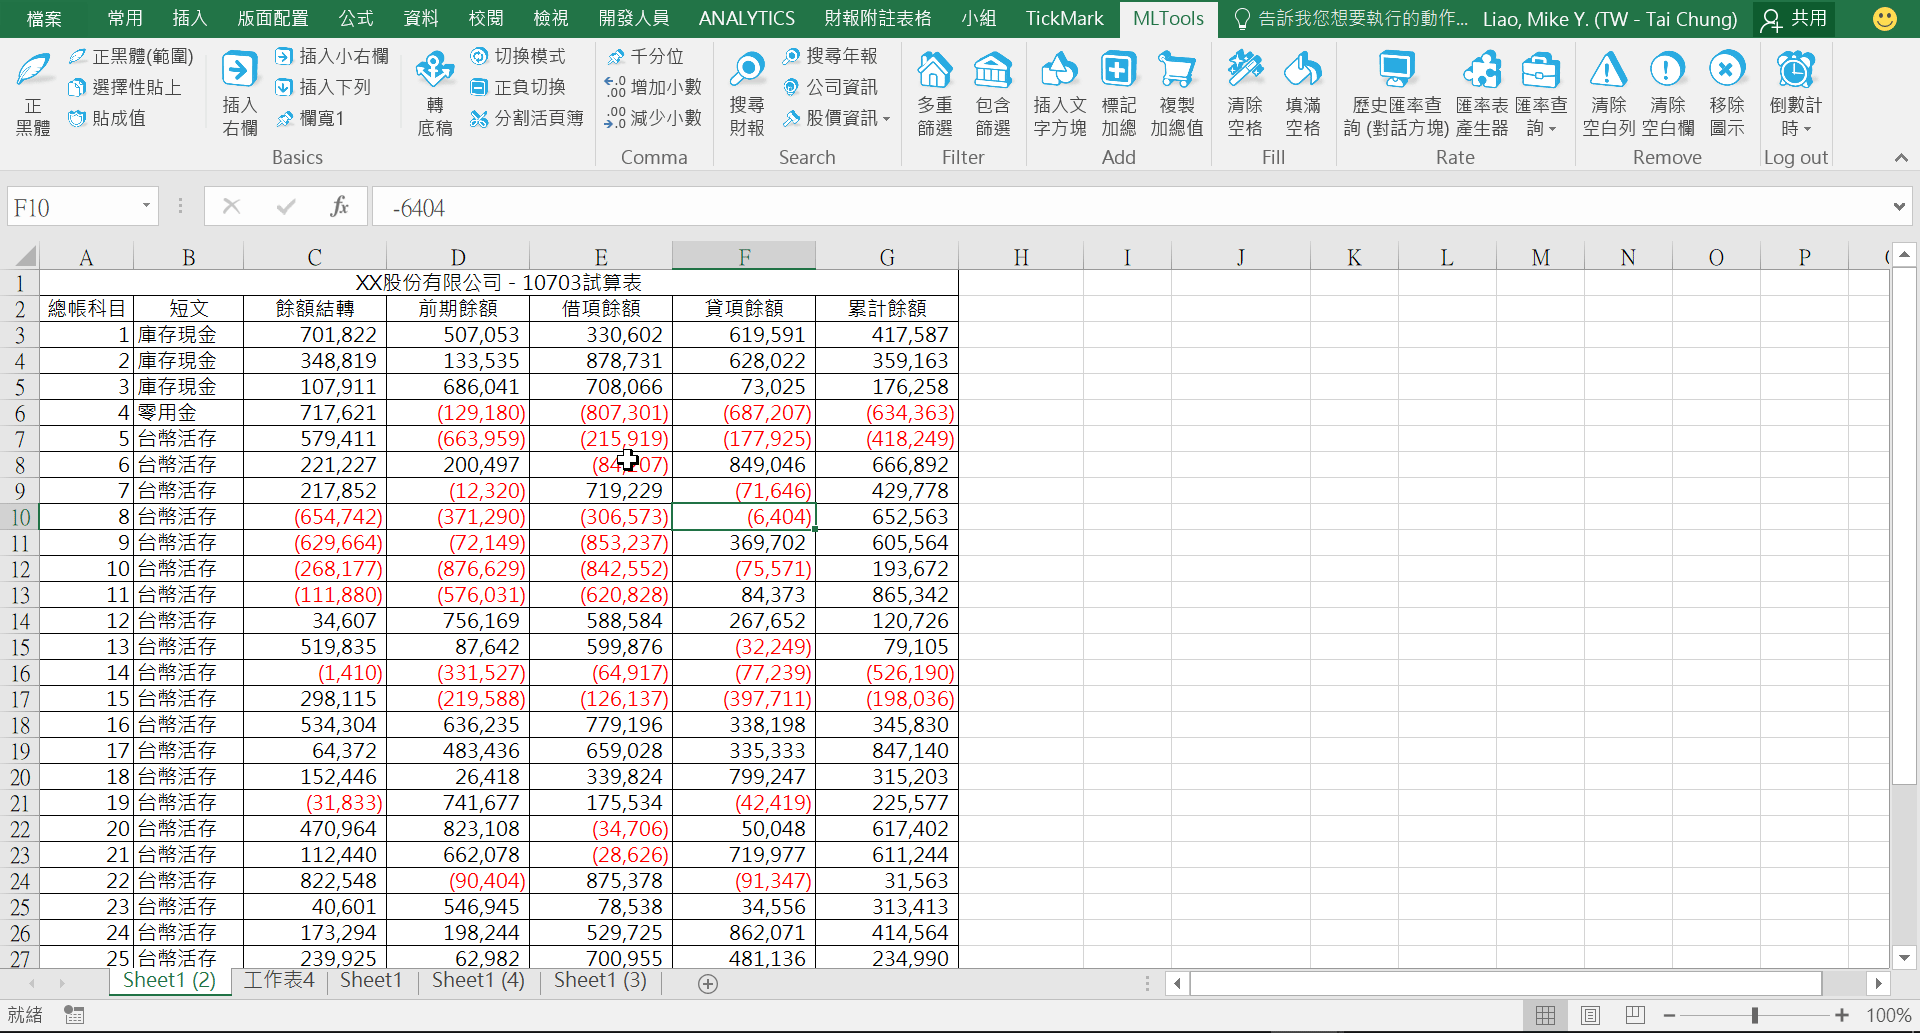 檔案 常用 插入 版面配置 公式 資料 校閱 檢視 開發人員 ANALYTICS 財報附註表格 小組 TickMark MLTools 告訴我您想要執行的動作... Liao, Mike Y. (TW - Tai Chung) 共用
正黑體
正黑體(範圍)
選擇性貼上
貼成值
插入右欄
插入小右欄
插入下列
欄寬1
轉底稿
切換模式
正負切換
分割活頁簿
Basics
千分位
增加小數
減少小數
Comma
搜尋財報
搜尋年報
公司資訊
股價資訊
Search
多重篩選
包含篩選
Filter
插入文字方塊
標記加總
複製加總值
Add
清除空格
填滿空格
Fill
歷史匯率查詢 (對話方塊)
匯率表產生器
匯率查詢
Rate
清除空白列
清除空白欄
移除圖示
Remove
倒數計時
Log out
F10 fx -6404
A B C D E F G H I J K L M N O P
1 XX股份有限公司 - 10703試算表
2 總帳科目 短文 餘額結轉 前期餘額 借項餘額 貸項餘額 累計餘額
3 1 庫存現金 701,822 507,053 330,602 619,591 417,587
4 2 庫存現金 348,819 133,535 878,731 628,022 359,163
5 3 庫存現金 107,911 686,041 708,066 73,025 176,258
6 4 零用金 717,621 (129,180) (807,301) (687,207) (634,363)
7 5 台幣活存 579,411 (663,959) (215,919) (177,925) (418,249)
8 6 台幣活存 221,227 200,497 849,046 666,892
9 7 台幣活存 217,852 (12,320) 719,229 (71,646) 429,778
10 8 台幣活存 (654,742) (371,290) (306,573) (6,404) 652,563
11 9 台幣活存 (629,664) (72,149) (853,237) 369,702 605,564
12 10 台幣活存 (268,177) (876,629) (842,552) (75,571) 193,672
13 11 台幣活存 (111,880) (576,031) (620,828) 84,373 865,342
14 12 台幣活存 34,607 756,169 588,584 267,652 120,726
15 13 台幣活存 519,835 87,642 599,876 (32,249) 79,105
16 14 台幣活存 (1,410) (331,527) (64,917) (77,239) (526,190)
17 15 台幣活存 298,115 (219,588) (126,137) (397,711) (198,036)
18 16 台幣活存 534,304 636,235 779,196 338,198 345,830
19 17 台幣活存 64,372 483,436 659,028 335,333 847,140
20 18 台幣活存 152,446 26,418 339,824 799,247 315,203
21 19 台幣活存 (31,833) 741,677 175,534 (42,419) 225,577
22 20 台幣活存 470,964 823,108 (34,706) 50,048 617,402
23 21 台幣活存 112,440 662,078 (28,626) 719,977 611,244
24 22 台幣活存 822,548 (90,404) 875,378 (91,347) 31,563
25 23 台幣活存 40,601 546,945 78,538 34,556 313,413
26 24 台幣活存 173,294 198,244 529,725 862,071 414,564
27 25 台幣活存 239,925 62,982 700,955 481,136 234,990
Sheet1 (2) 工作表4 Sheet1 Sheet1 (4) Sheet1 (3)
就緒 100%